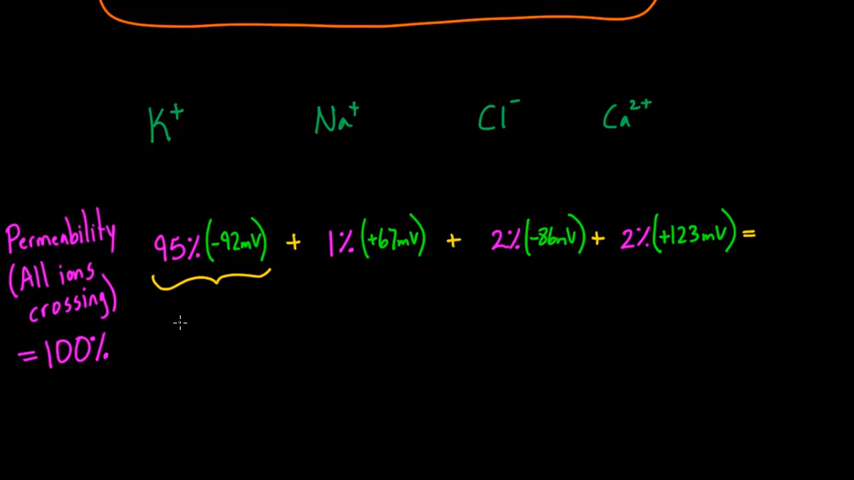 K⁺ Na⁺ Cl⁻ Ca²⁺
Permeability
(All ions
crossing)
=100%
95%(-92mV) + 1%(+67mV) + 2%(-86mV) + 2%(+123mV) =